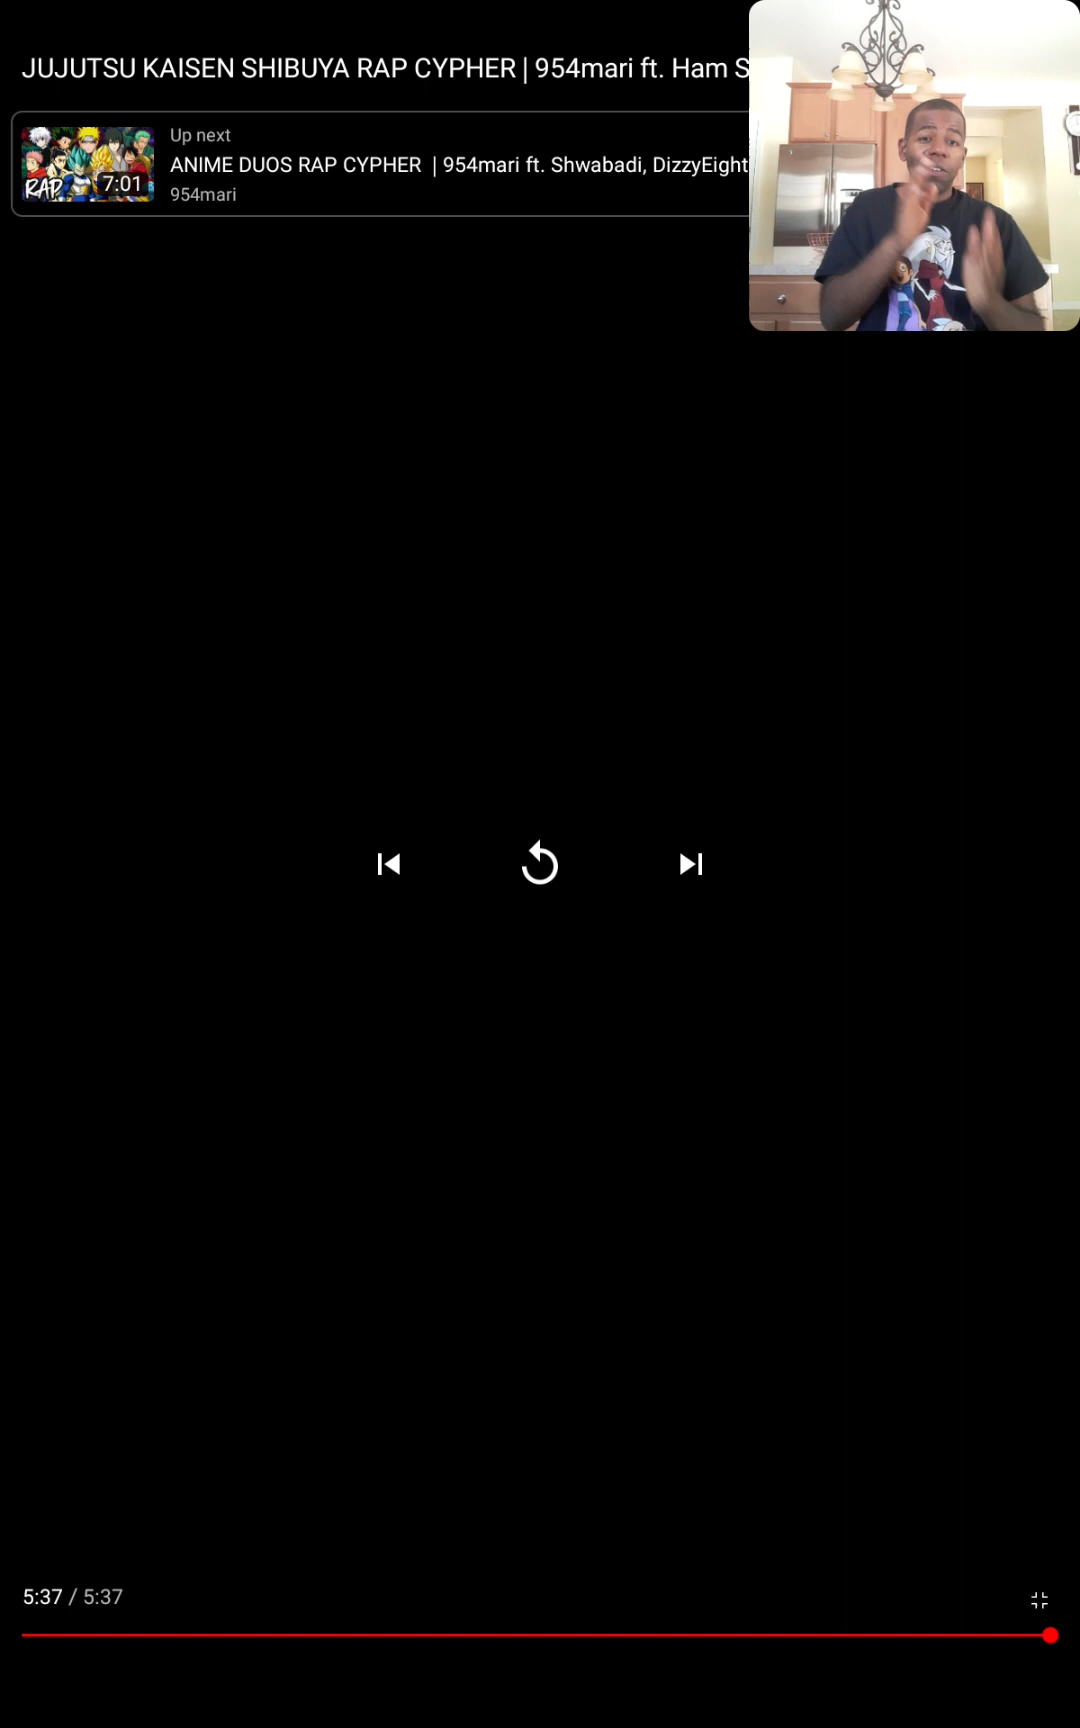 JUJUTSU KAISEN SHIBUYA RAP CYPHER | 954mari ft. Ham S
Up next
ANIME DUOS RAP CYPHER | 954mari ft. Shwabadi, DizzyEight
954mari
RAP
7:01
5:37 / 5:37